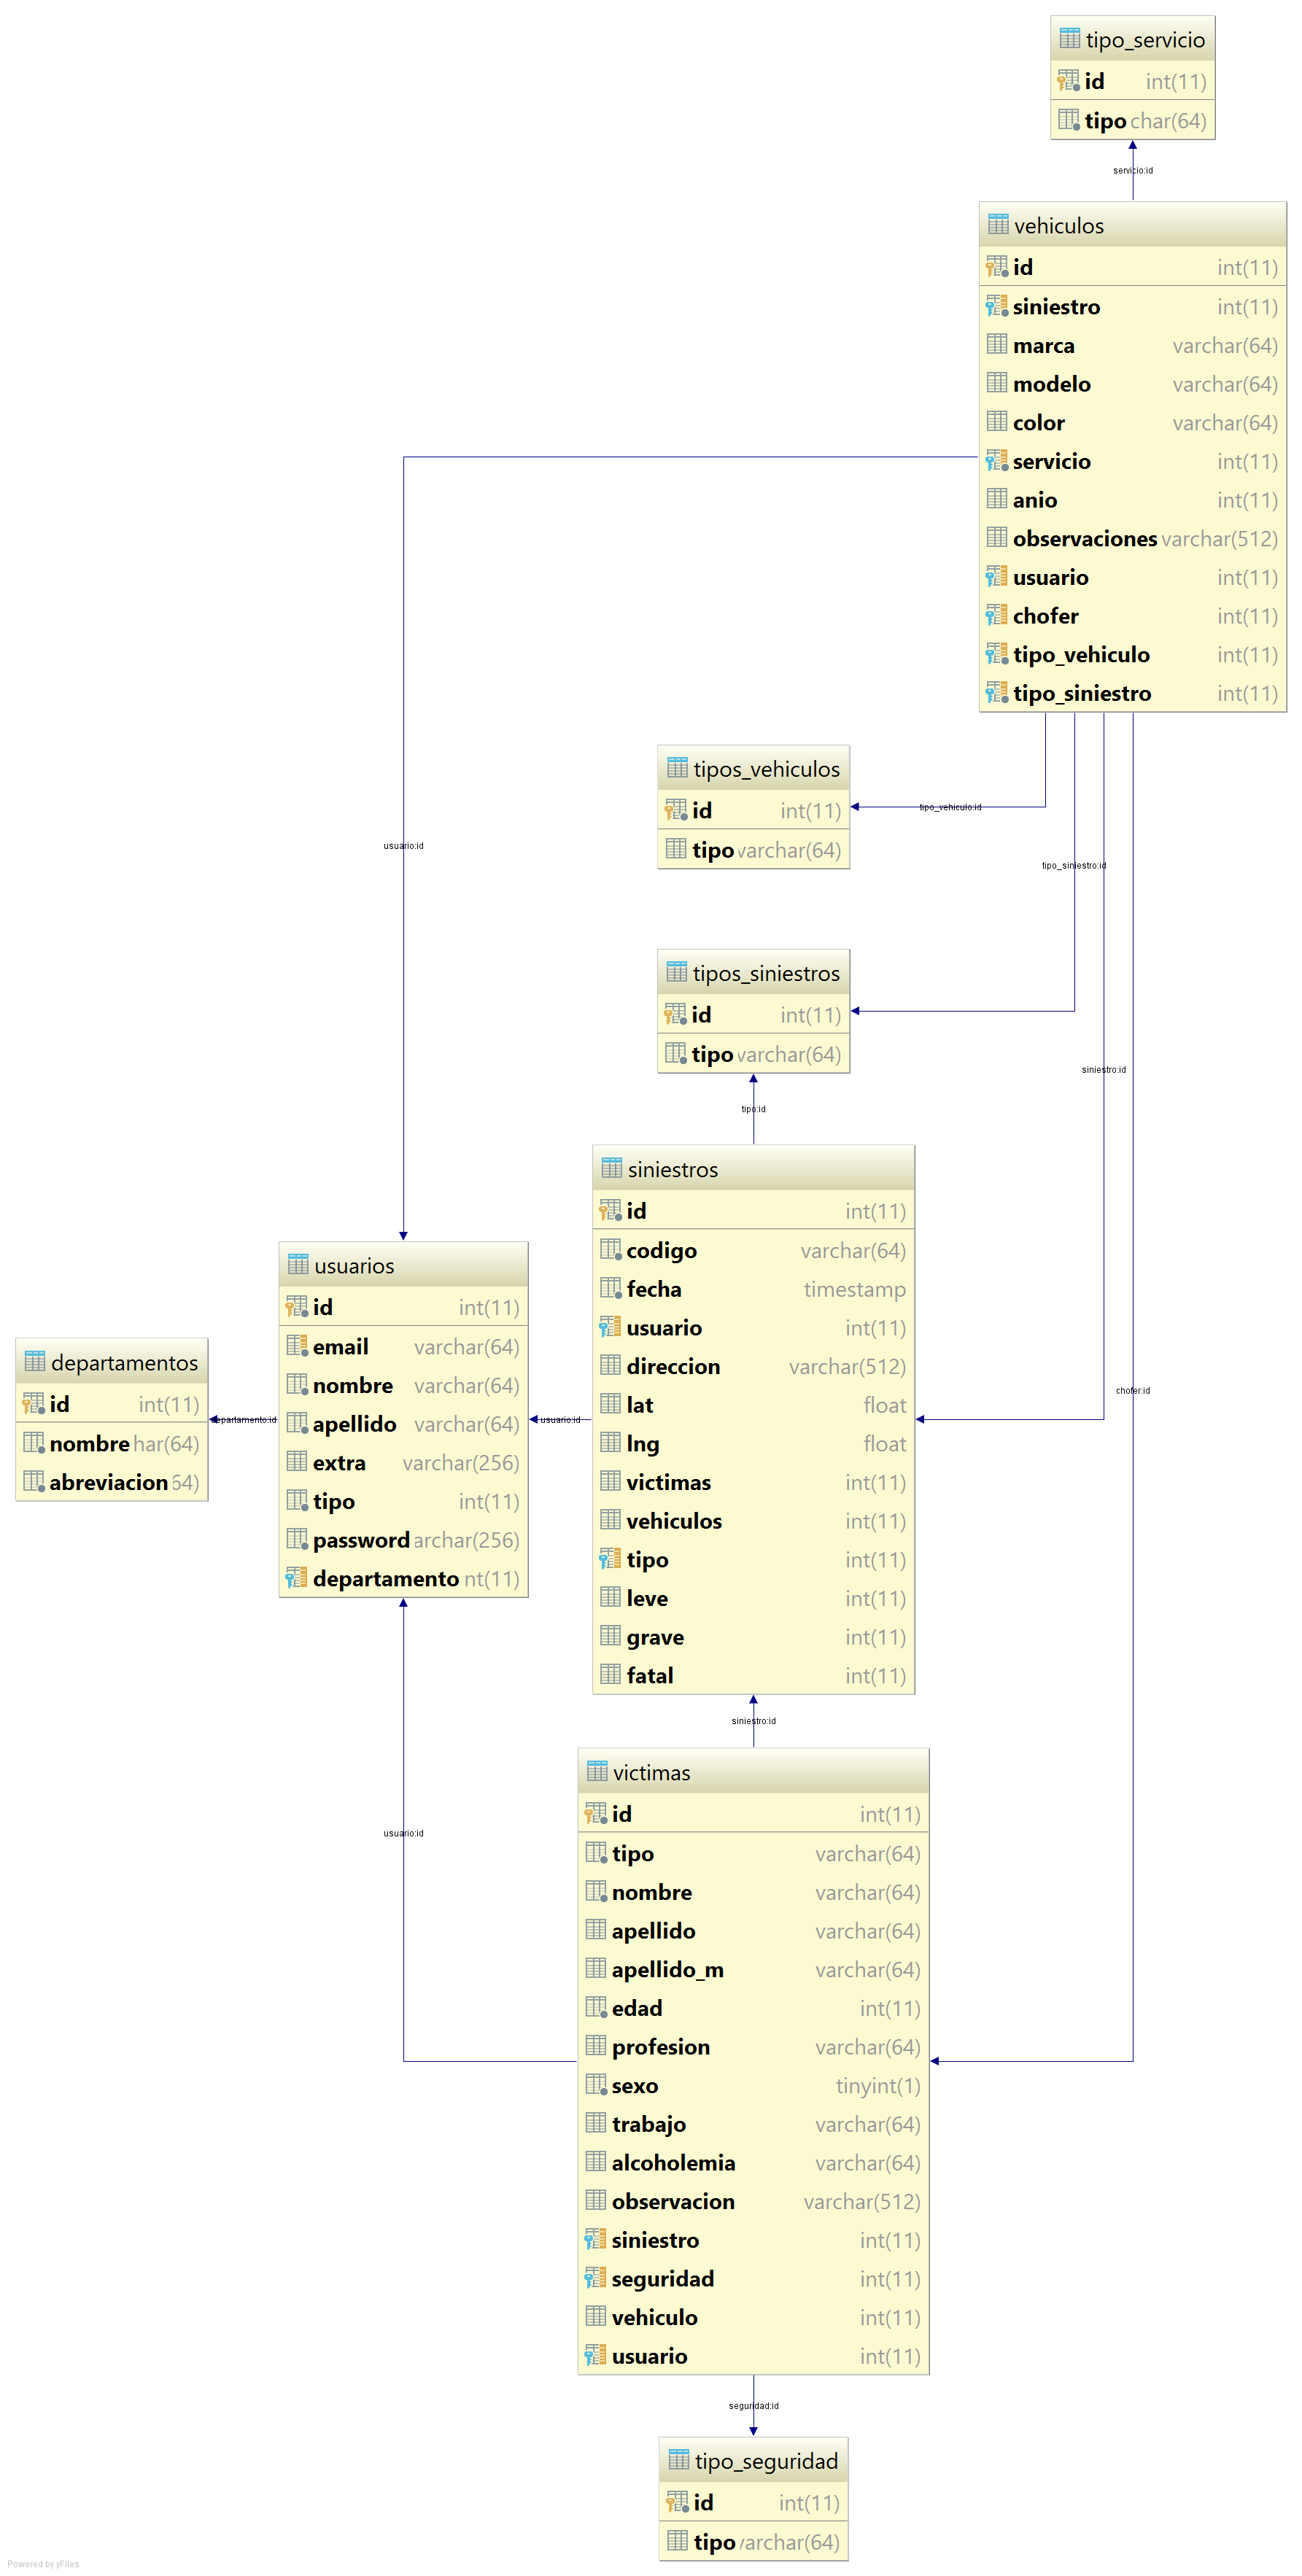 tipo_servicio
id int(11)
tipo char(64)
servicio:id
vehiculos
id int(11)
siniestro int(11)
marca varchar(64)
modelo varchar(64)
color varchar(64)
servicio int(11)
anio int(11)
observaciones varchar(512)
usuario int(11)
chofer int(11)
tipo_vehiculo int(11)
tipo_siniestro int(11)
tipos_vehiculos
id int(11)
tipo varchar(64)
tipo_vehiculo:id
usuario:id
tipo_siniestro:id
tipos_siniestros
id int(11)
tipo varchar(64)
siniestro:id
tipo:id
siniestros
id int(11)
codigo varchar(64)
fecha timestamp
usuario int(11)
direccion varchar(512)
lat float
lng float
victimas int(11)
vehiculos int(11)
tipo int(11)
leve int(11)
grave int(11)
fatal int(11)
usuarios
id int(11)
email varchar(64)
nombre varchar(64)
apellido varchar(64)
extra varchar(256)
tipo int(11)
password archar(256)
departamento nt(11)
departamentos
id int(11)
nombre har(64)
abreviacion 64)
departamento:id
usuario:id
chofer:id
siniestro:id
victimas
id int(11)
tipo varchar(64)
nombre varchar(64)
apellido varchar(64)
apellido_m varchar(64)
edad int(11)
profesion varchar(64)
sexo tinyint(1)
trabajo varchar(64)
alcoholemia varchar(64)
observacion varchar(512)
siniestro int(11)
seguridad int(11)
vehiculo int(11)
usuario int(11)
usuario:id
seguridad:id
tipo_seguridad
id int(11)
tipo varchar(64)
Powered by yFiles